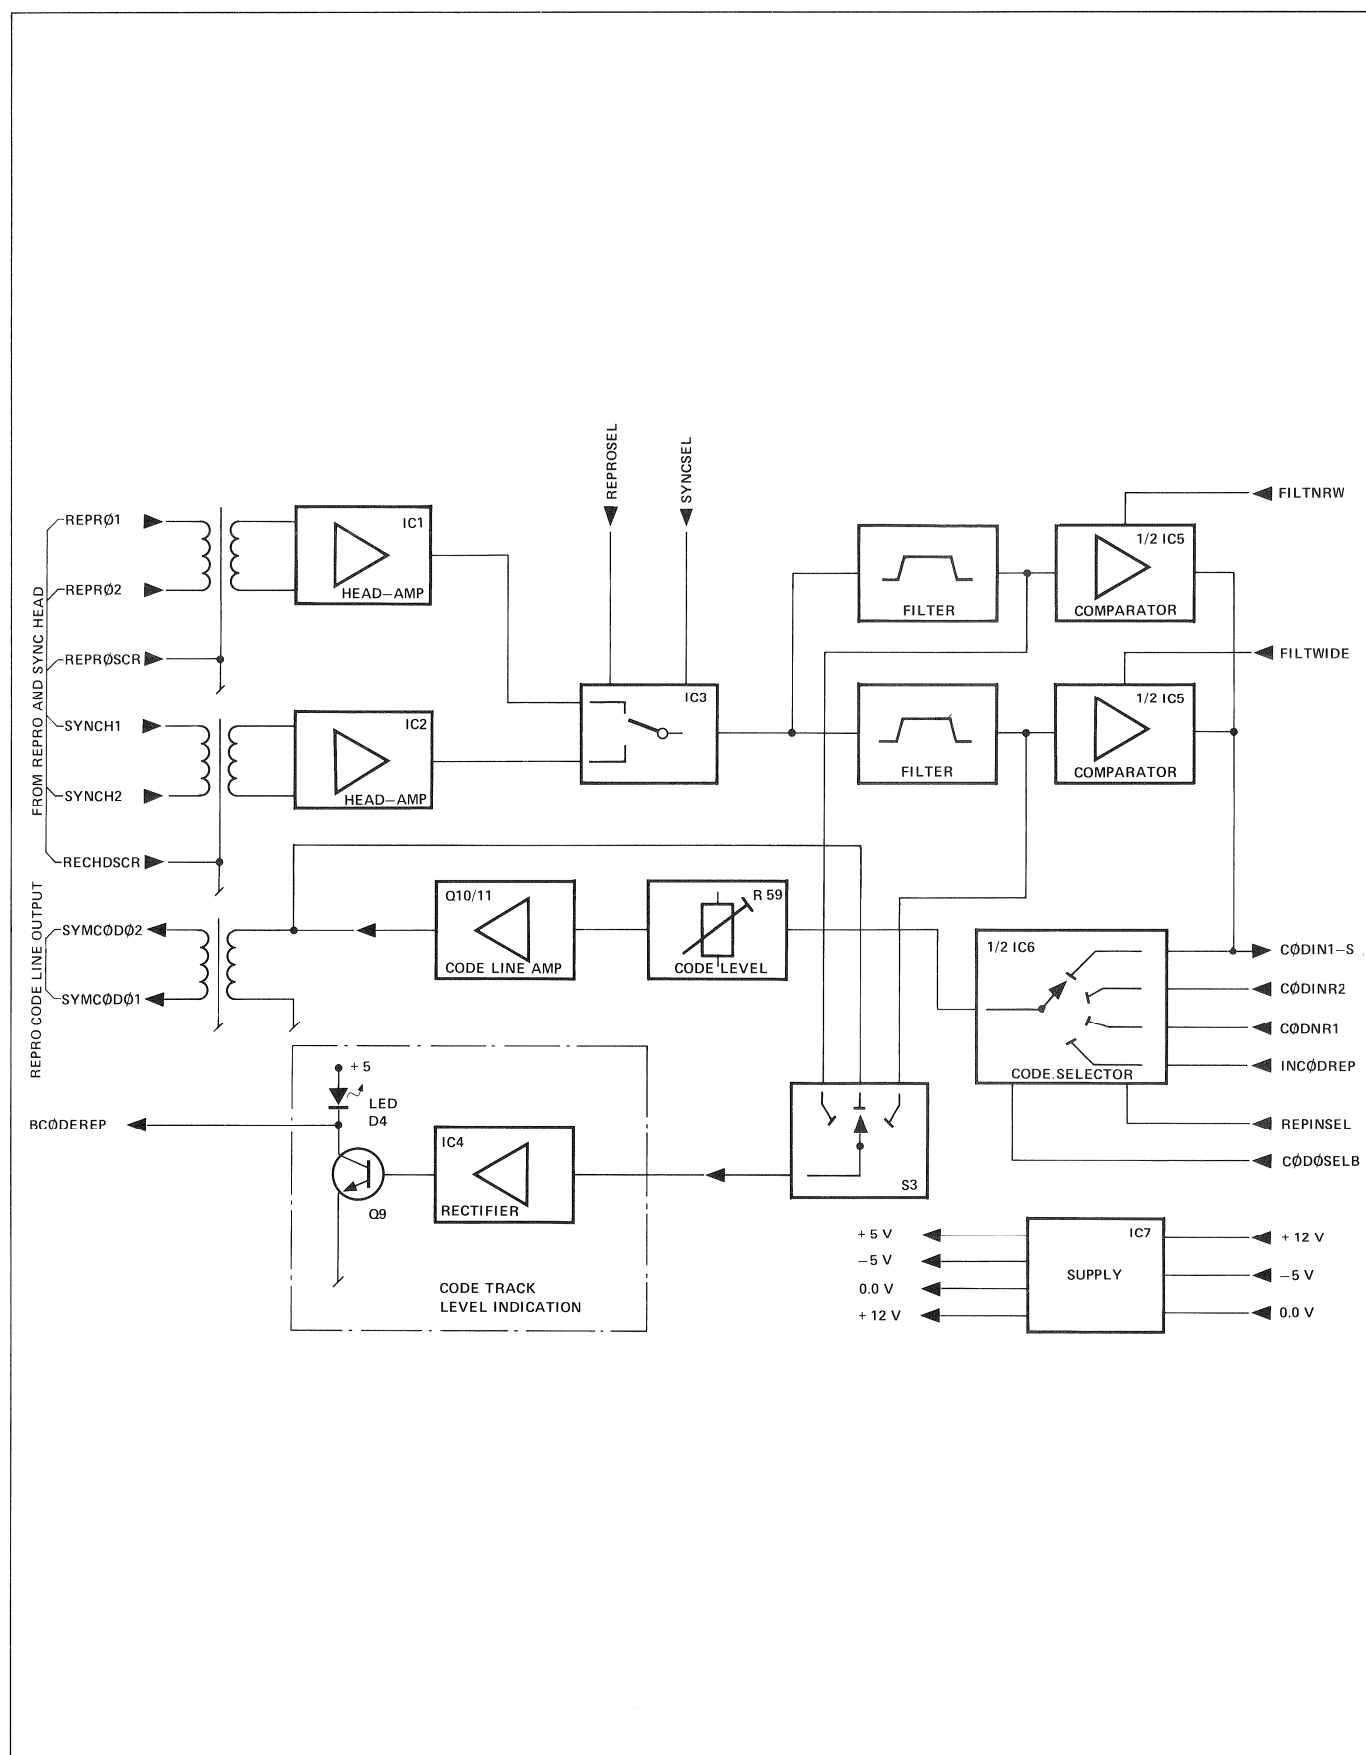 REPROSEL
SYNCSEL
FROM REPRO AND SYNC HEAD
REPRØ1
REPRØ2
REPRØSCR
SYNCH1
SYNCH2
RECHDSCR
IC1
HEAD–AMP
IC2
HEAD–AMP
IC3
FILTER
1/2 IC5
COMPARATOR
FILTNRW
FILTER
1/2 IC5
COMPARATOR
FILTWIDE
REPRO CODE LINE OUTPUT
SYMCØDØ2
SYMCØDØ1
Q10/11
CODE LINE AMP
R 59
CODE LEVEL
1/2 IC6
CODE.SELECTOR
CØDIN1–S
CØDINR2
CØDNR1
INCØDREP
REPINSEL
CØDØSELB
BCØDEREP
+ 5
LED
D4
Q9
IC4
RECTIFIER
CODE TRACK
LEVEL INDICATION
S3
+ 5 V
–5 V
0.0 V
+ 12 V
IC7
SUPPLY
+ 12 V
–5 V
0.0 V